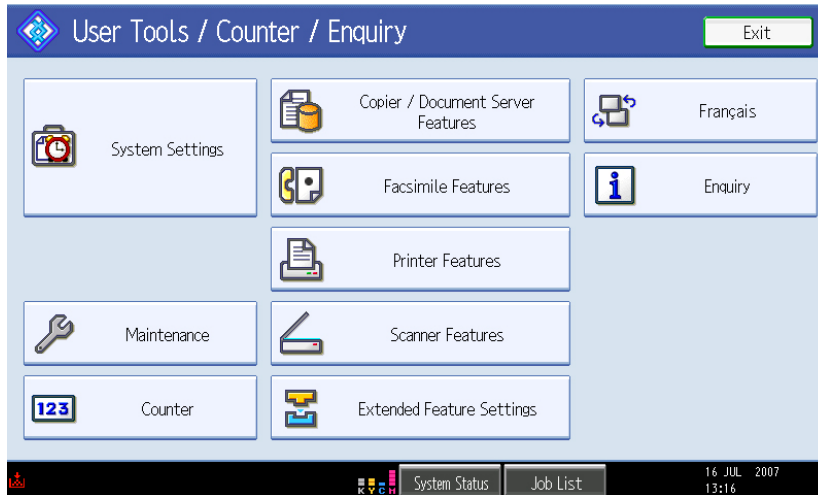 User Tools / Counter / Enquiry
Exit
System Settings
Copier / Document Server
Features
Français
Facsimile Features
Enquiry
Printer Features
Maintenance
Scanner Features
123
Counter
Extended Feature Settings
K Y C M
System Status
Job List
16 JUL 2007
13:16